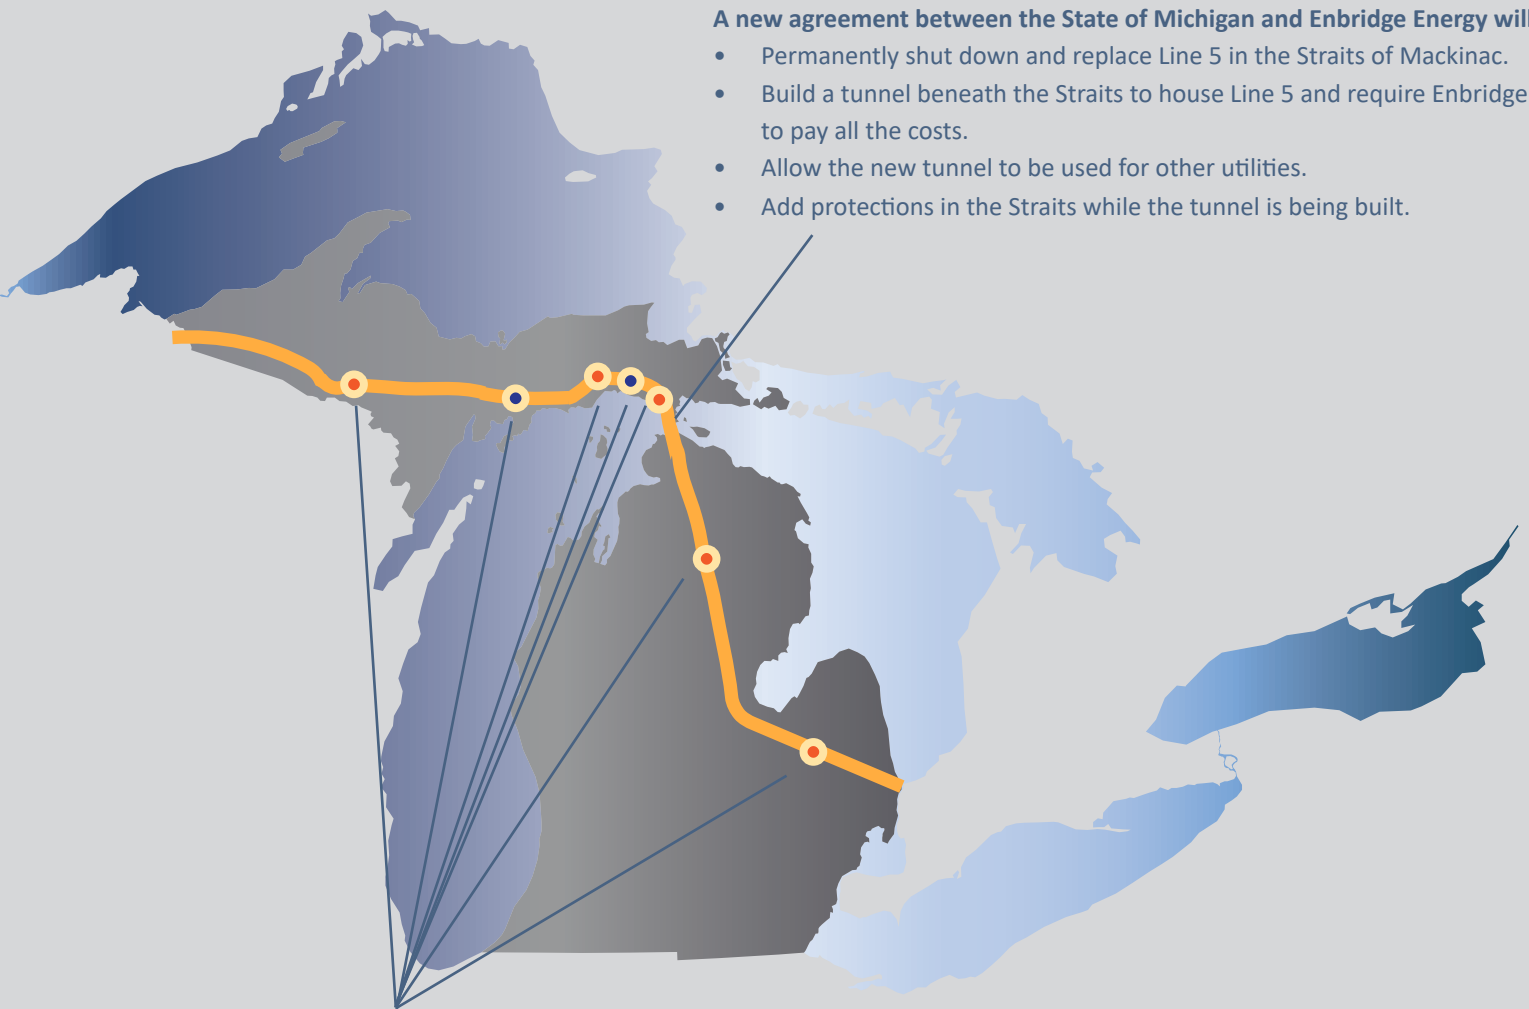 A new agreement between the State of Michigan and Enbridge Energy will
• Permanently shut down and replace Line 5 in the Straits of Mackinac.
• Build a tunnel beneath the Straits to house Line 5 and require Enbridge
to pay all the costs.
• Allow the new tunnel to be used for other utilities.
• Add protections in the Straits while the tunnel is being built.